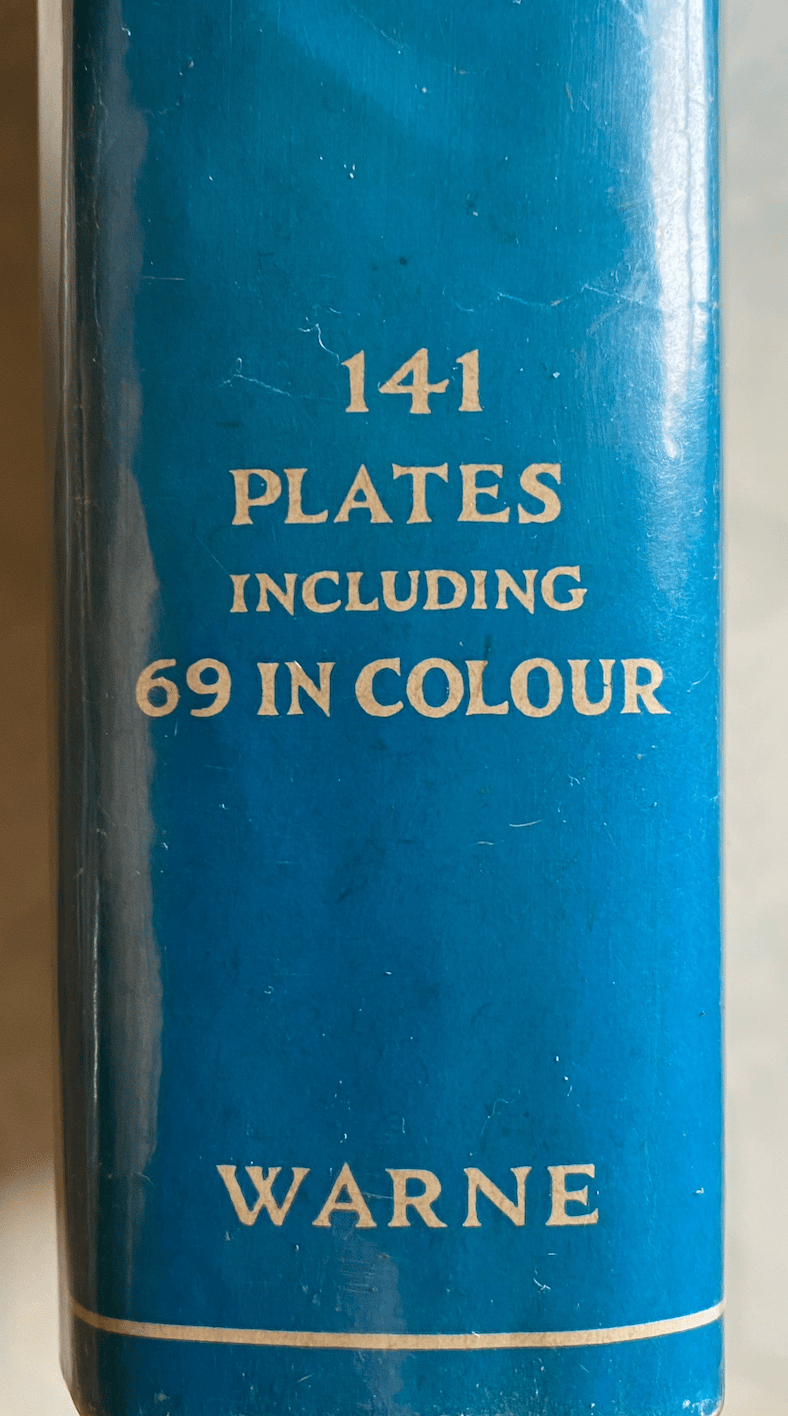 141
PLATES
INCLUDING
69 IN COLOUR
WARNE